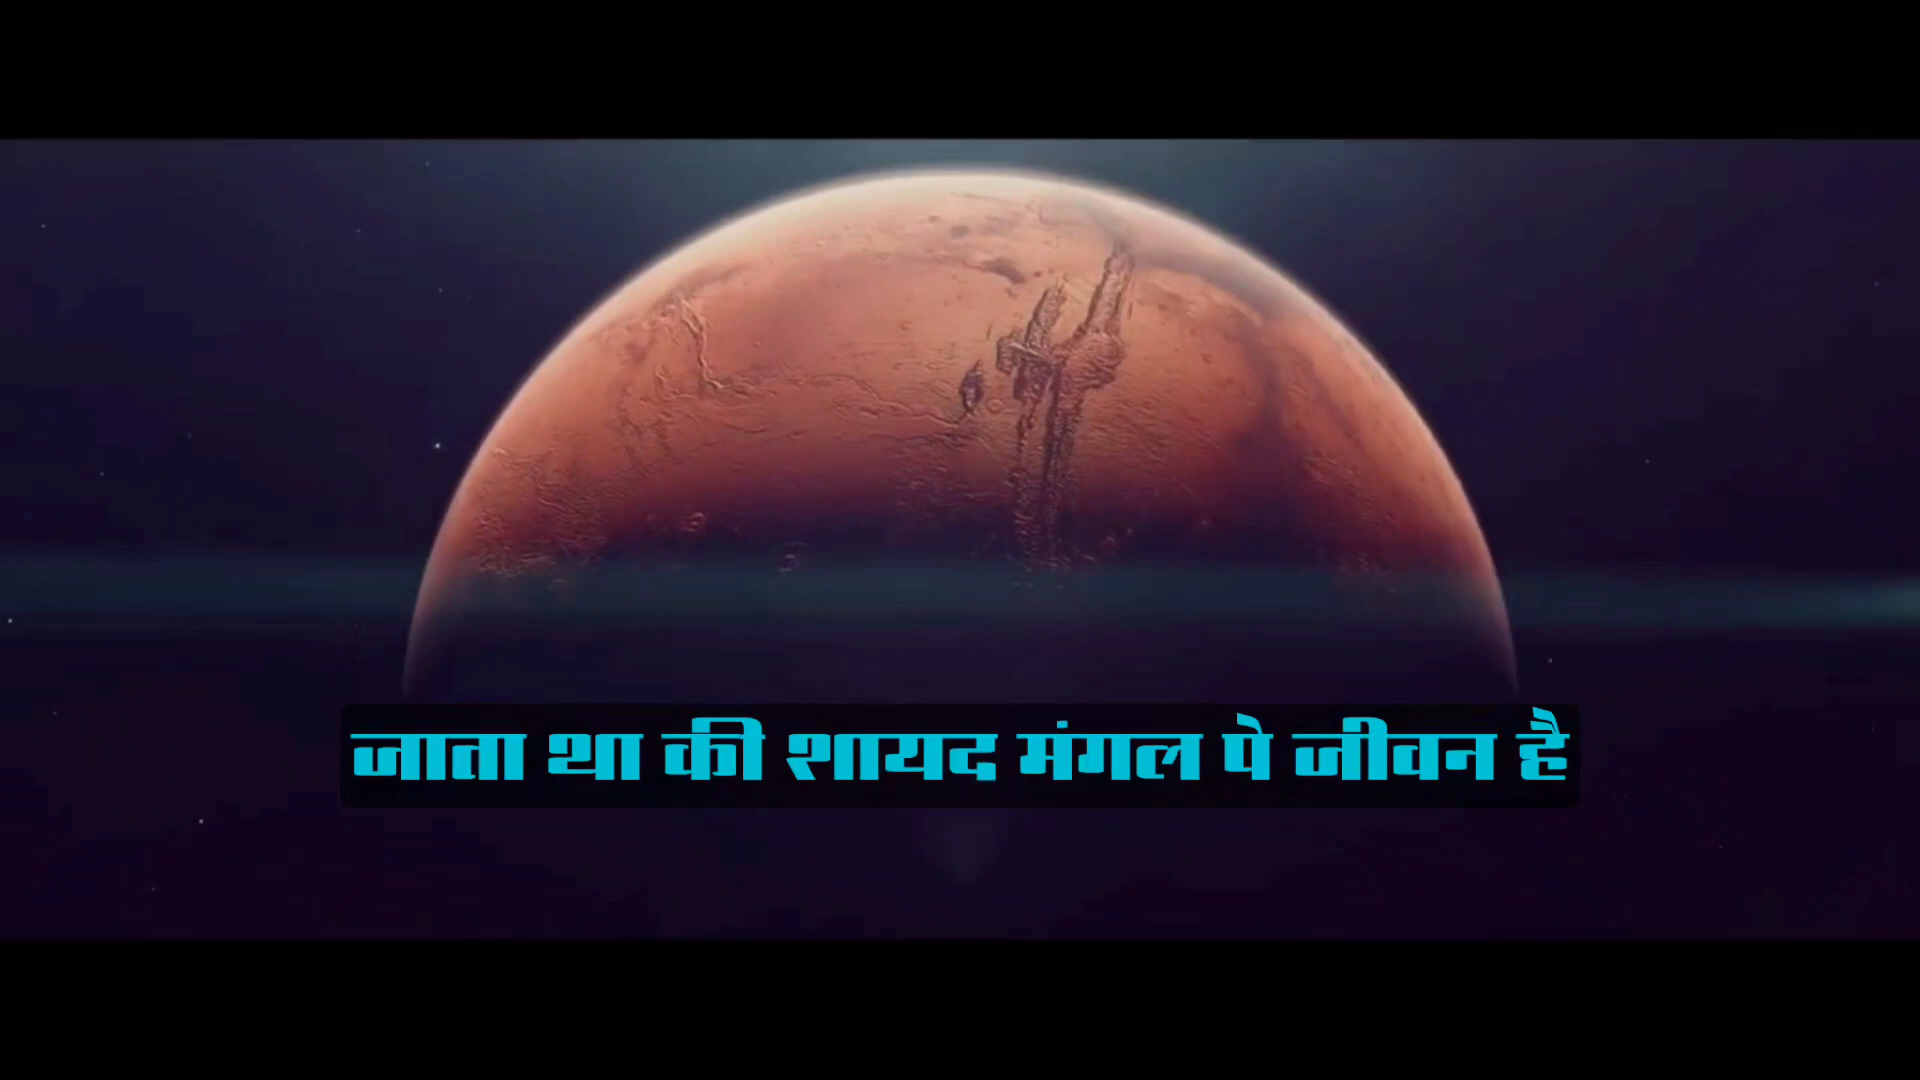 जाता था की शायद मंगल पे जीवन है